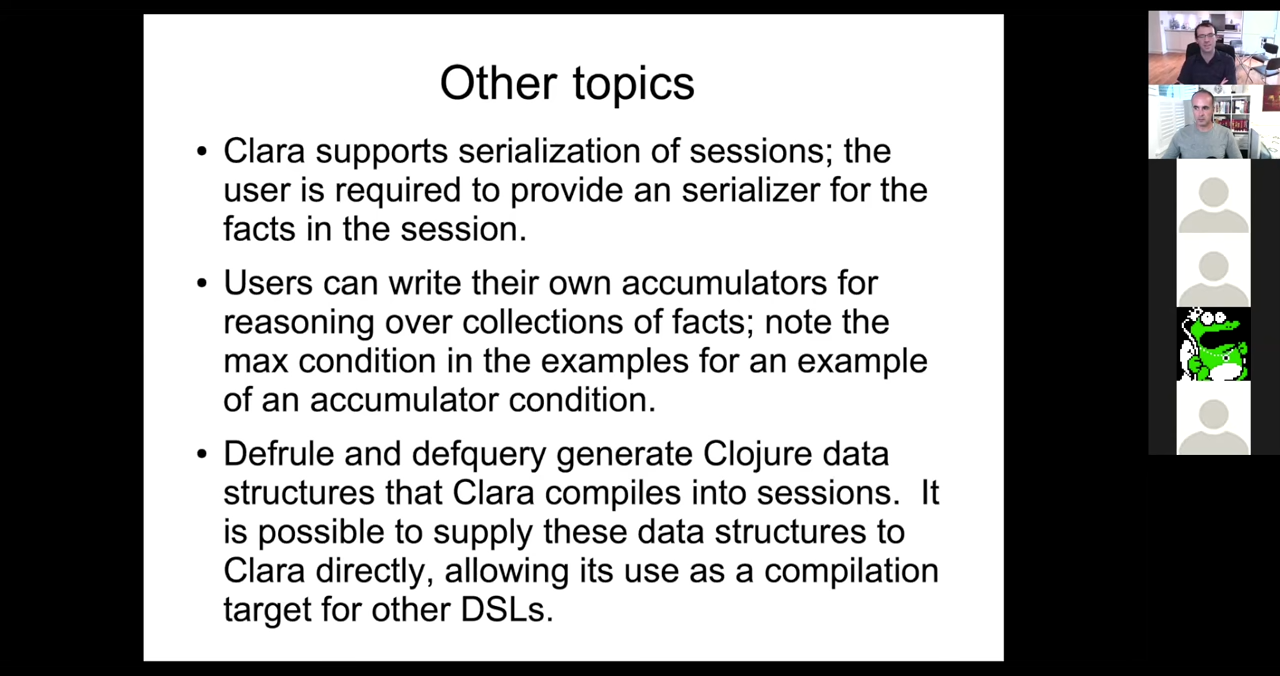 Other topics
• Clara supports serialization of sessions; the
user is required to provide an serializer for the
facts in the session.
• Users can write their own accumulators for
reasoning over collections of facts; note the
max condition in the examples for an example
of an accumulator condition.
• Defrule and defquery generate Clojure data
structures that Clara compiles into sessions.  It
is possible to supply these data structures to
Clara directly, allowing its use as a compilation
target for other DSLs.